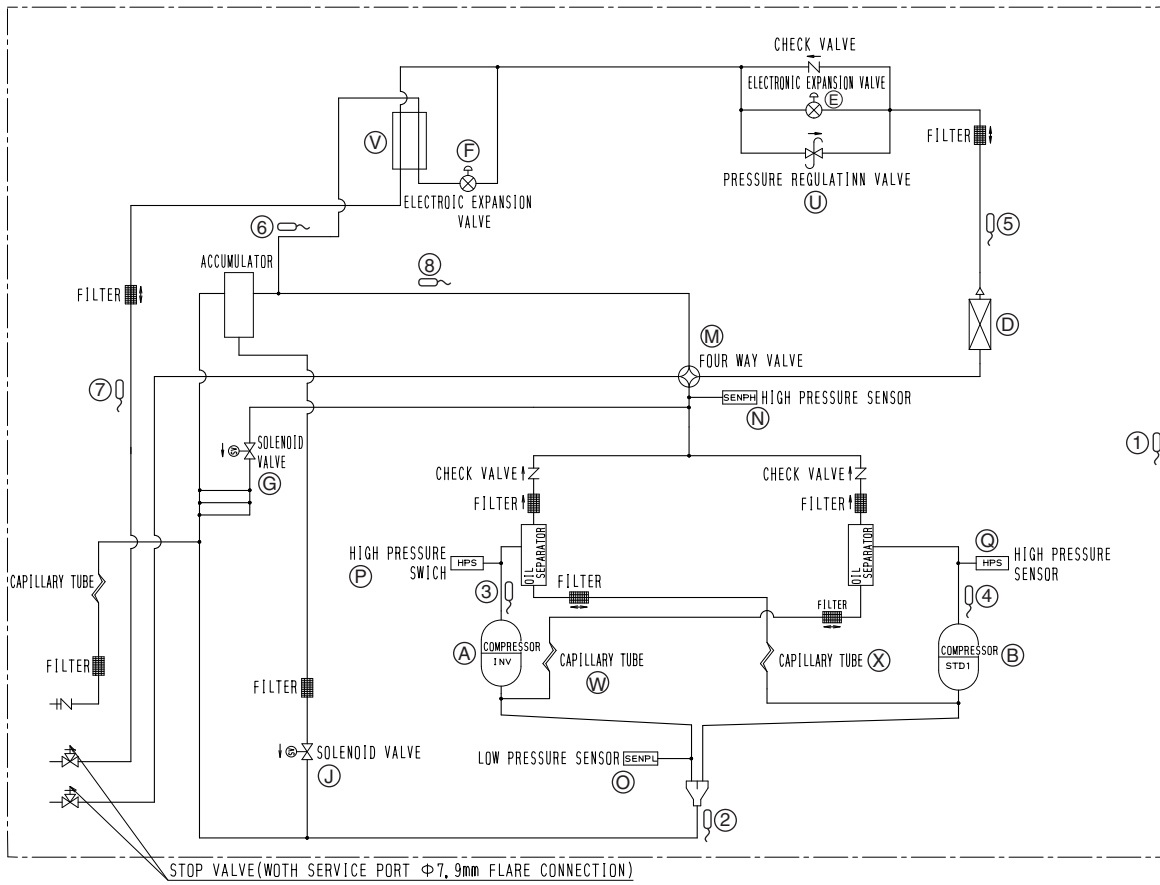 CHECK VALVE
ELECTRONIC EXPANSION VALVE
E
FILTER
V
F
PRESSURE REGULATINN VALVE
U
ELECTROIC EXPANSION
VALVE
6
5
ACCUMULATOR
8
FILTER
D
M
FOUR WAY VALVE
7
SENPH
HIGH PRESSURE SENSOR
N
SV
SOLENOID
VALVE
G
1
CHECK VALVE
CHECK VALVE
FILTER
FILTER
OIL
SEPARATOR
OIL
SEPARATOR
HIGH PRESSURE
SWICH
P
HPS
Q
HPS
HIGH PRESSURE
SENSOR
CAPILLARY TUBE
3
FILTER
4
FILTER
A
COMPRESSOR
INV
CAPILLARY TUBE
W
CAPILLARY TUBE
X
COMPRESSOR
STD1
B
FILTER
FILTER
SV
SOLENOID VALVE
J
LOW PRESSURE SENSOR
SENPL
O
2
STOP VALVE(WOTH SERVICE PORT Φ7,9mm FLARE CONNECTION)